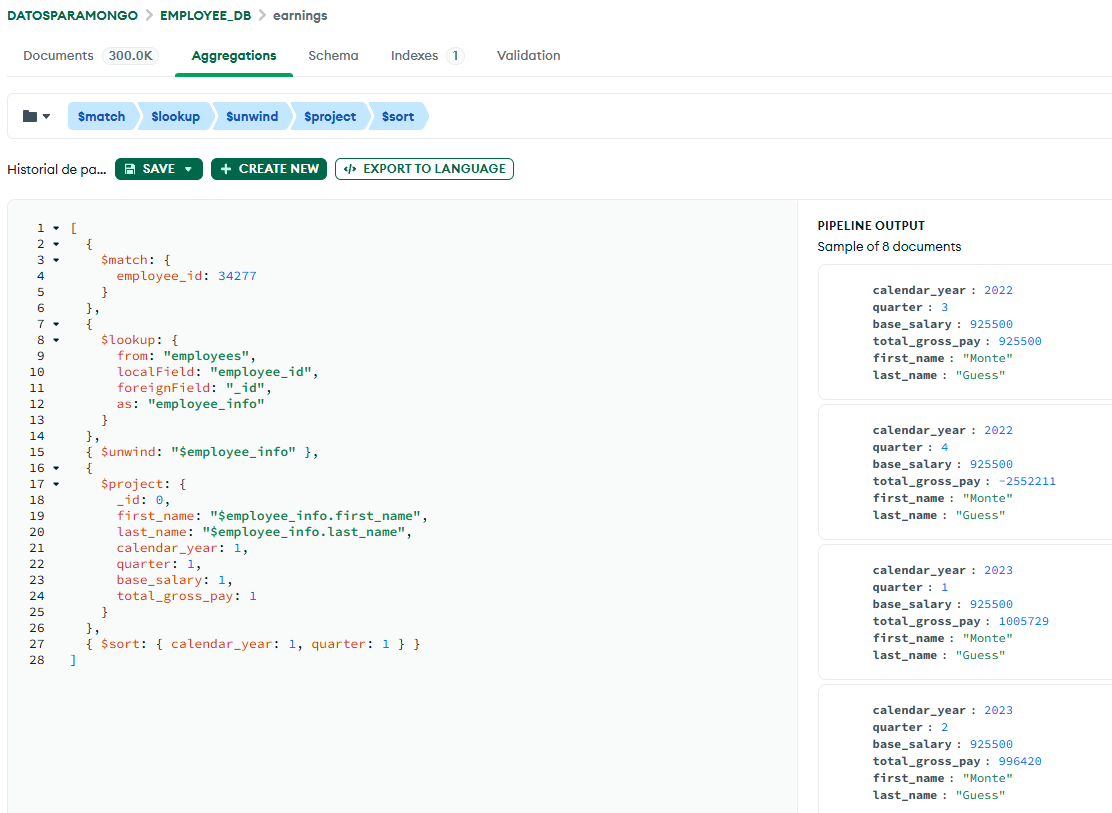 DATOSPARAMONGO > EMPLOYEE_DB > earnings
Documents 300.0K Aggregations Schema Indexes 1 Validation
$match $lookup $unwind $project $sort
Historial de pa... SAVE + CREATE NEW </> EXPORT TO LANGUAGE
1 [
2 {
3 $match: {
4 employee_id: 34277
5 }
6 },
7 {
8 $lookup: {
9 from: "employees",
10 localField: "employee_id",
11 foreignField: "_id",
12 as: "employee_info"
13 }
14 },
15 { $unwind: "$employee_info" },
16 {
17 $project: {
18 _id: 0,
19 first_name: "$employee_info.first_name",
20 last_name: "$employee_info.last_name",
21 calendar_year: 1,
22 quarter: 1,
23 base_salary: 1,
24 total_gross_pay: 1
25 }
26 },
27 { $sort: { calendar_year: 1, quarter: 1 } }
28 ]
PIPELINE OUTPUT
Sample of 8 documents
calendar_year : 2022
quarter : 3
base_salary : 925500
total_gross_pay : 925500
first_name : "Monte"
last_name : "Guess"
calendar_year : 2022
quarter : 4
base_salary : 925500
total_gross_pay : -2552211
first_name : "Monte"
last_name : "Guess"
calendar_year : 2023
quarter : 1
base_salary : 925500
total_gross_pay : 1005729
first_name : "Monte"
last_name : "Guess"
calendar_year : 2023
quarter : 2
base_salary : 925500
total_gross_pay : 996420
first_name : "Monte"
last_name : "Guess"